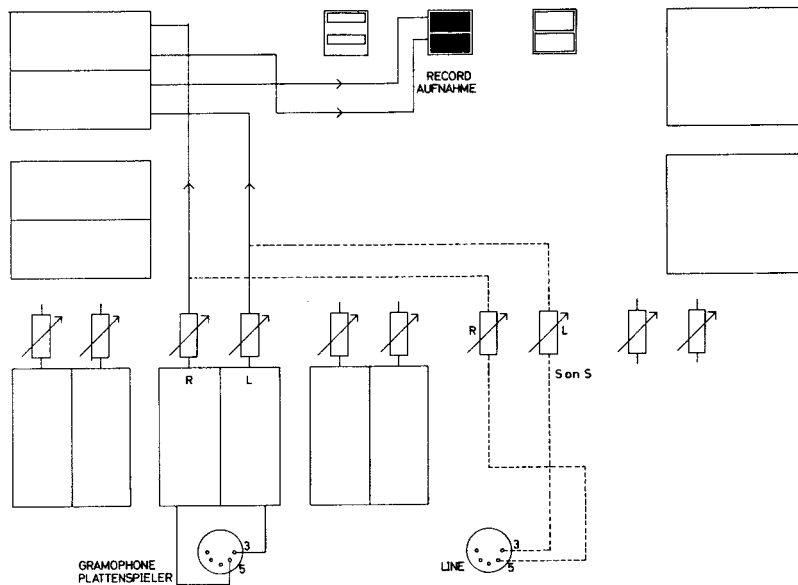 RECORD
AUFNAHME
R L
R L
S on S
3
5
GRAMOPHONE
PLATTENSPIELER
3
5
LINE